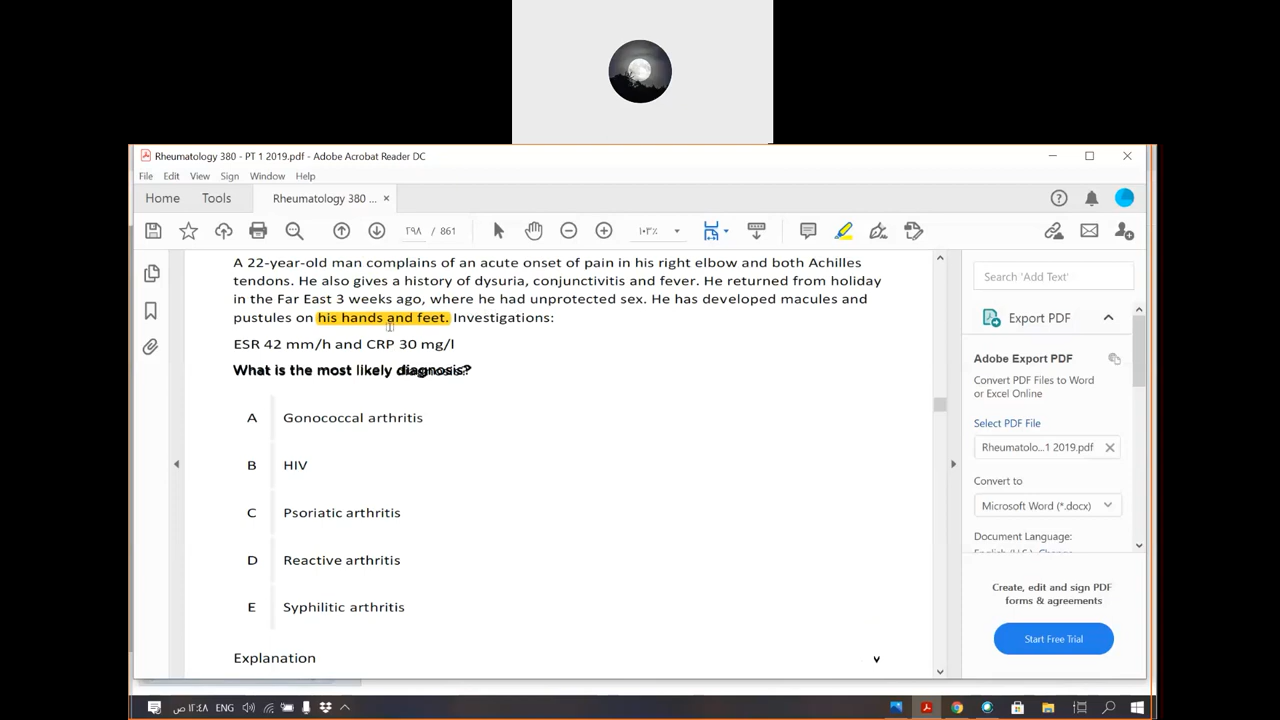 Rheumatology 380 - PT 1 2019.pdf - Adobe Acrobat Reader DC
File Edit View Sign Window Help
Home Tools Rheumatology 380 ... ×
٢٩٨ / 861 ١٠٣٪
A 22-year-old man complains of an acute onset of pain in his right elbow and both Achilles
tendons. He also gives a history of dysuria, conjunctivitis and fever. He returned from holiday
in the Far East 3 weeks ago, where he had unprotected sex. He has developed macules and
pustules on his hands and feet. Investigations:
ESR 42 mm/h and CRP 30 mg/l
What is the most likely diagnosis?
A Gonococcal arthritis
B HIV
C Psoriatic arthritis
D Reactive arthritis
E Syphilitic arthritis
Explanation
Search 'Add Text'
Export PDF
Adobe Export PDF
Convert PDF Files to Word
or Excel Online
Select PDF File
Rheumatolo...1 2019.pdf
Convert to
Microsoft Word (*.docx)
Document Language:
English (U.S.) Change
Create, edit and sign PDF
forms & agreements
Start Free Trial
١٢:٤٨ ص ENG